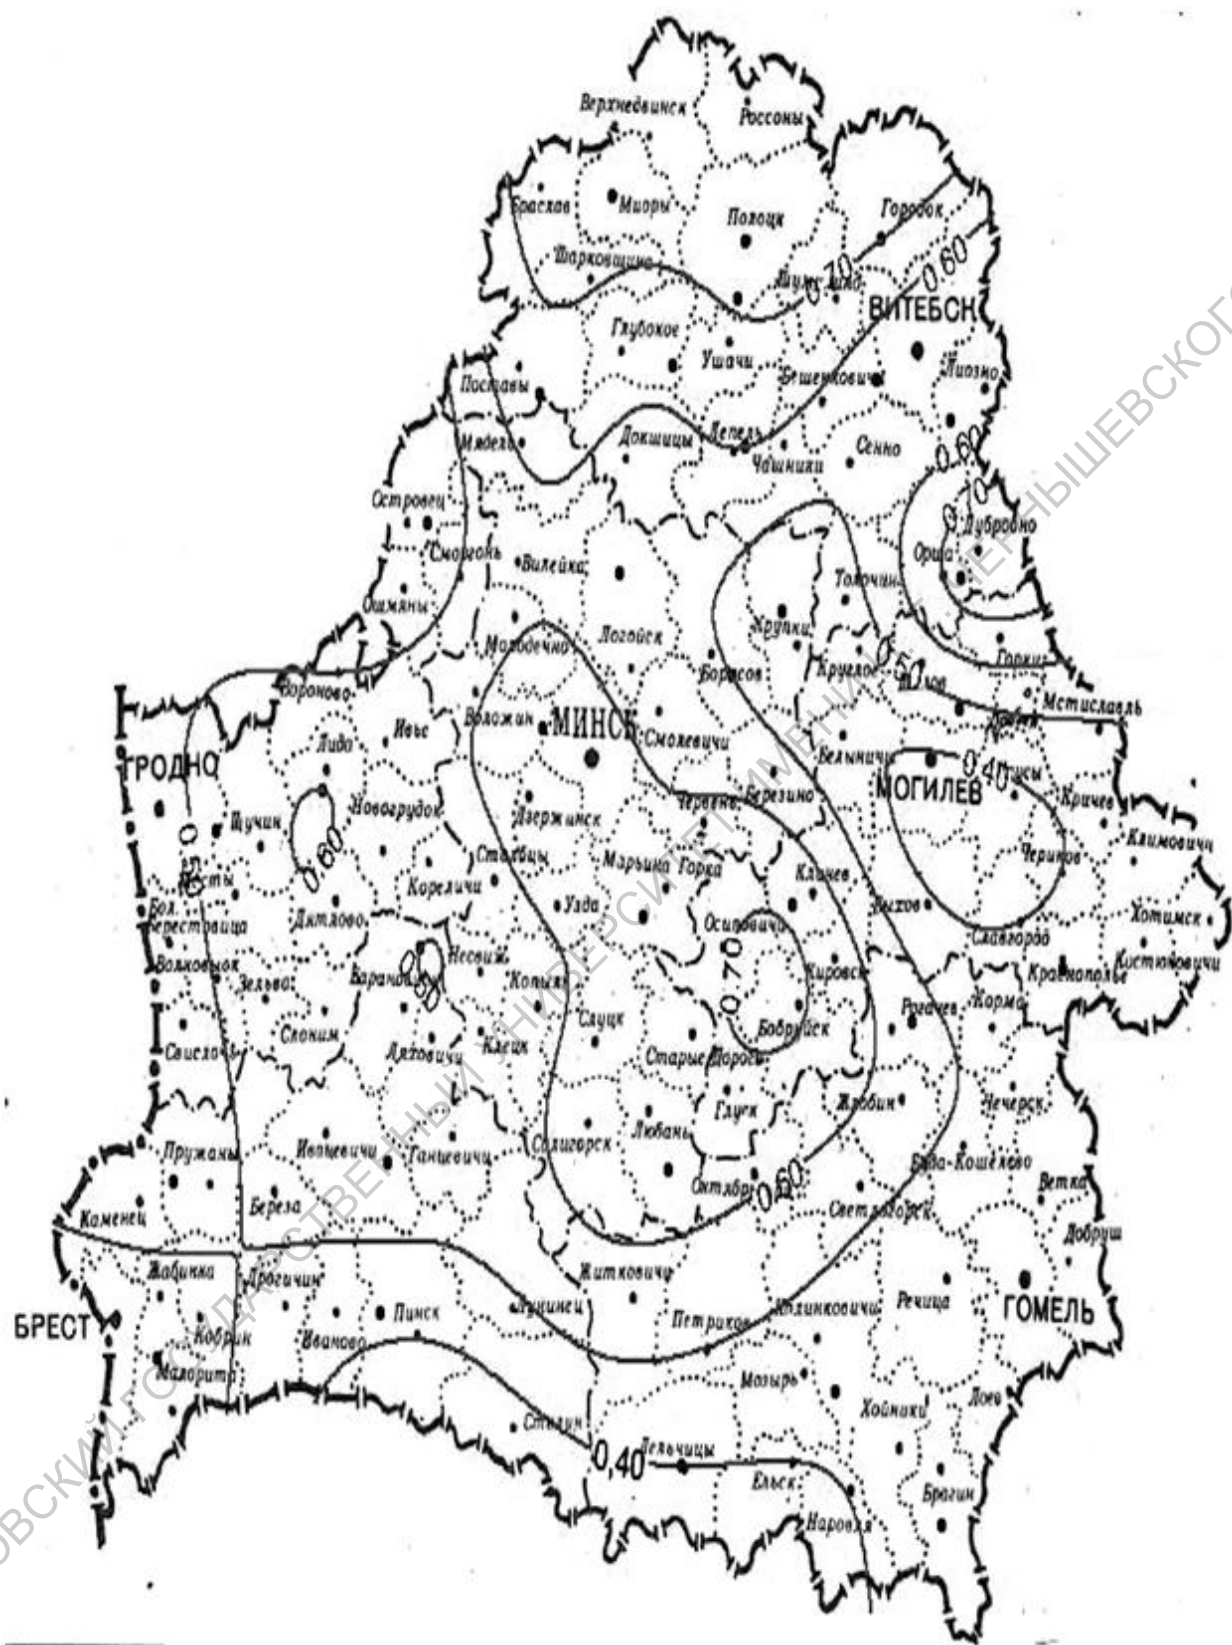 Верхнедвинск
Россоны
Браслав
Миоры
Полоцк
Городок
Шарковщина
0.70
0.60
ВИТЕБСК
Глубокое
Ушачи
Бешенковичи
Лиозно
Поставы
Мядель
Докшицы
Лепель
Чашники
Сенно
0.60
Островец
Дубровно
Сморгонь
Вилейка
Орша
Толочин
Ошмяны
Молодечно
Логойск
Крупки
Борисов
Круглое
0.50
Горки
Вороново
Мстиславль
Воложин
МИНСК
Смолевичи
Ивье
Лида
Белыничи
ГРОДНО
МОГИЛЕВ
0.40
Березино
Червень
Кричев
Новогрудок
Дзержинск
Щучин
0.60
0.50
Климовичи
Чериков
Столбцы
Марьина Горка
Кличев
Мосты
Кореличи
Узда
Быхов
Бол.
Берестовица
Дятлово
Осиповичи
Хотимск
Славгород
Волковыск
Несвиж
0.70
Кировск
Краснополье
Костюковичи
Зельва
Копыль
Рогачев
Корма
Слоним
Слуцк
Бобруйск
Свислочь
Ляховичи
Клецк
Старые Дороги
Глуск
Жлобин
Чечерск
Пружаны
Ивацевичи
Ганцевичи
Солигорск
Любань
Буда-Кошелево
0.60
Ветка
Каменец
Береза
Светлогорск
Добруш
Жабинка
Дрогичин
Житковичи
БРЕСТ
Кобрин
Иваново
Пинск
Лунинец
Петриков
Калинковичи
Речица
ГОМЕЛЬ
Малорита
Мозырь
Хойники
Лоев
Столин
0,40
Лельчицы
Ельск
Брагин
Наровля